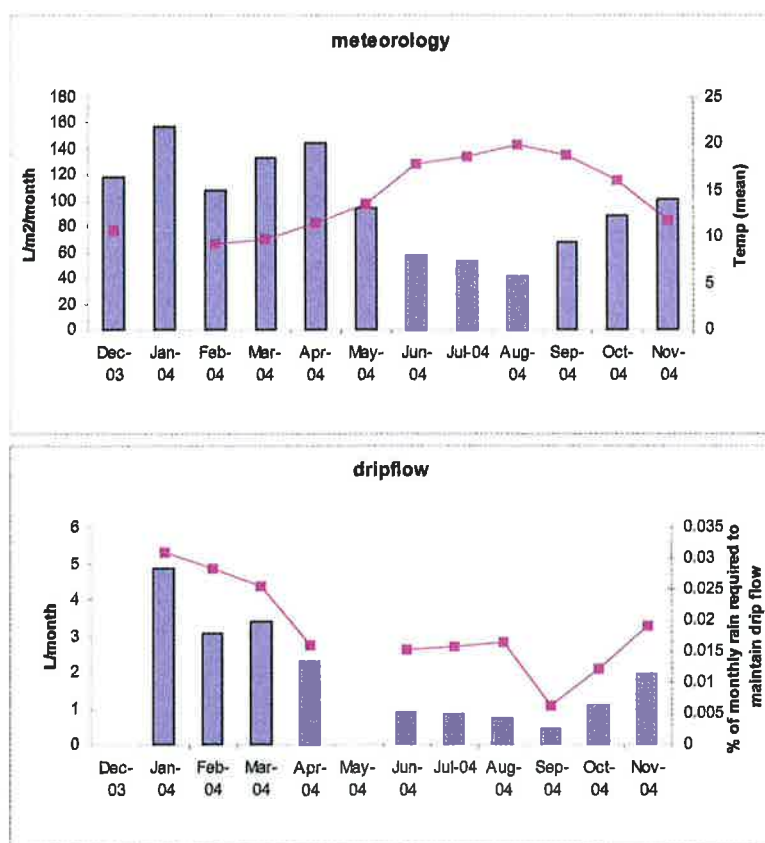 meteorology
L/m2/month
180
160
140
120
100
80
60
40
20
0
25
20
15
10
5
0
Temp (mean)
Dec-03
Jan-04
Feb-04
Mar-04
Apr-04
May-04
Jun-04
Jul-04
Aug-04
Sep-04
Oct-04
Nov-04
dripflow
L/month
6
5
4
3
2
1
0
0.035
0.03
0.025
0.02
0.015
0.01
0.005
0
% of monthly rain required to
maintain drip flow
Dec-03
Jan-04
Feb-04
Mar-04
Apr-04
May-04
Jun-04
Jul-04
Aug-04
Sep-04
Oct-04
Nov-04